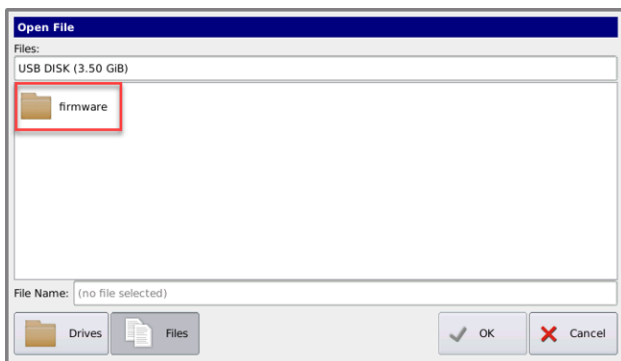 Open File
Files:
USB DISK (3.50 GiB)
firmware
File Name: (no file selected)
Drives Files OK Cancel